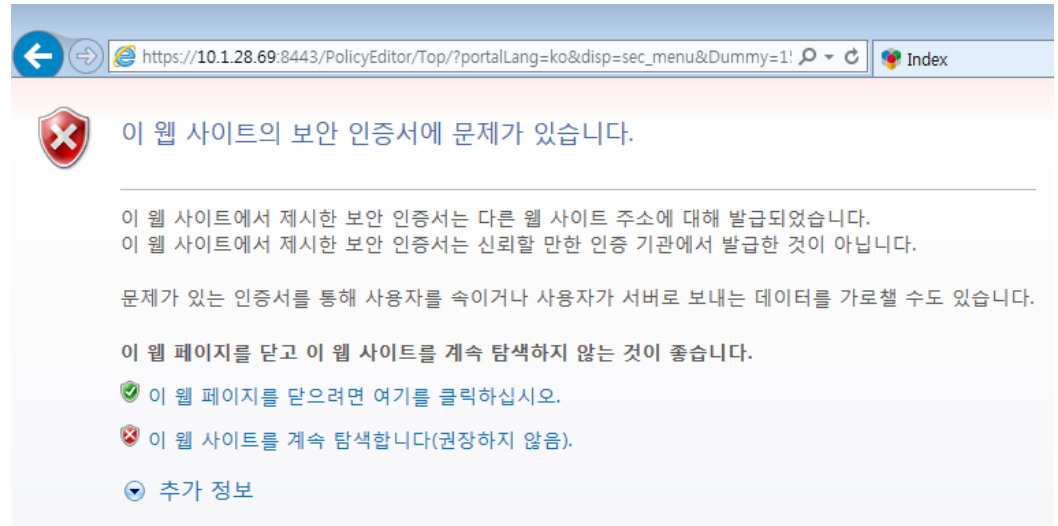 https://10.1.28.69:8443/PolicyEditor/Top/?portalLang=ko&disp=sec_menu&Dummy=1
Index
이 웹 사이트의 보안 인증서에 문제가 있습니다.
이 웹 사이트에서 제시한 보안 인증서는 다른 웹 사이트 주소에 대해 발급되었습니다.
이 웹 사이트에서 제시한 보안 인증서는 신뢰할 만한 인증 기관에서 발급한 것이 아닙니다.
문제가 있는 인증서를 통해 사용자를 속이거나 사용자가 서버로 보내는 데이터를 가로챌 수도 있습니다.
이 웹 페이지를 닫고 이 웹 사이트를 계속 탐색하지 않는 것이 좋습니다.
이 웹 페이지를 닫으려면 여기를 클릭하십시오.
이 웹 사이트를 계속 탐색합니다(권장하지 않음).
추가 정보